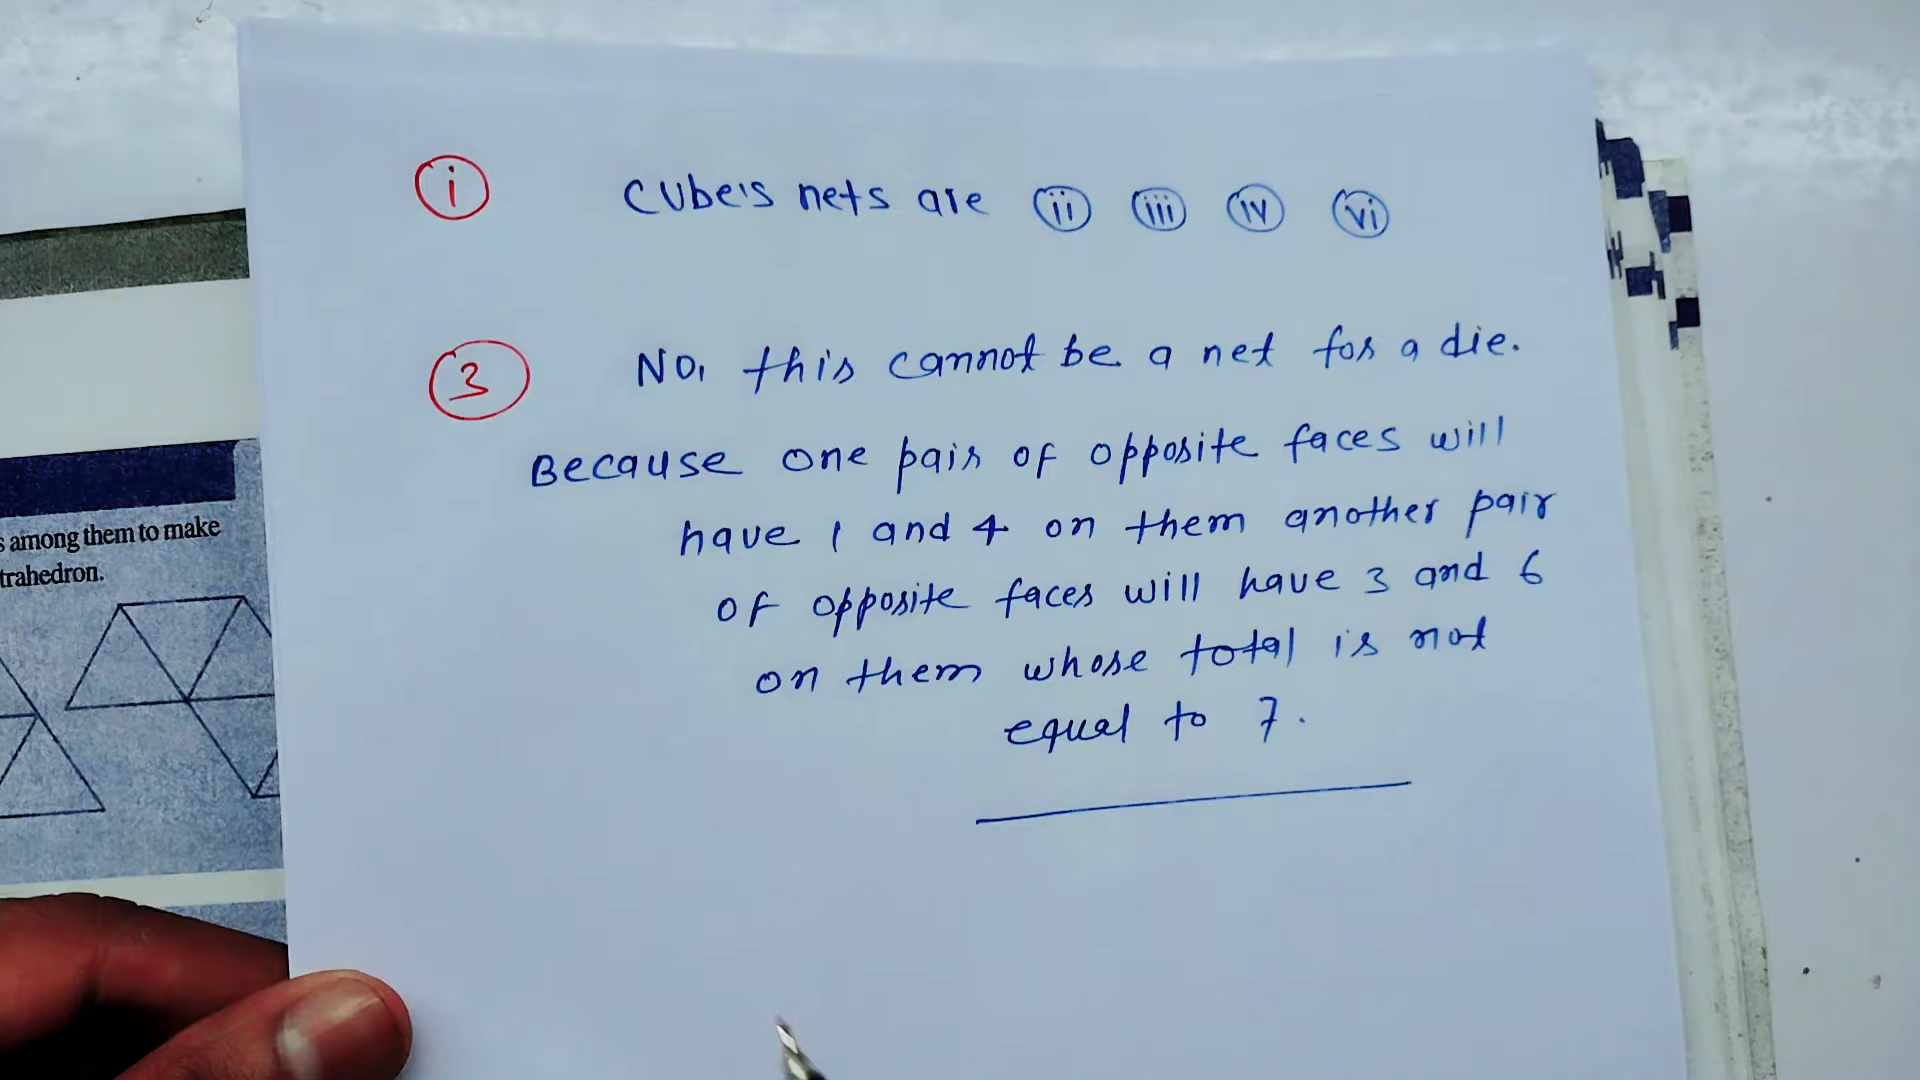 i cube's nets are ii iii iv vi
3 No, this cannot be a net for a die.
Because one pair of opposite faces will
have 1 and 4 on them another pair
of opposite faces will have 3 and 6
on them whose total is not
equal to 7.
s among them to make
trahedron.